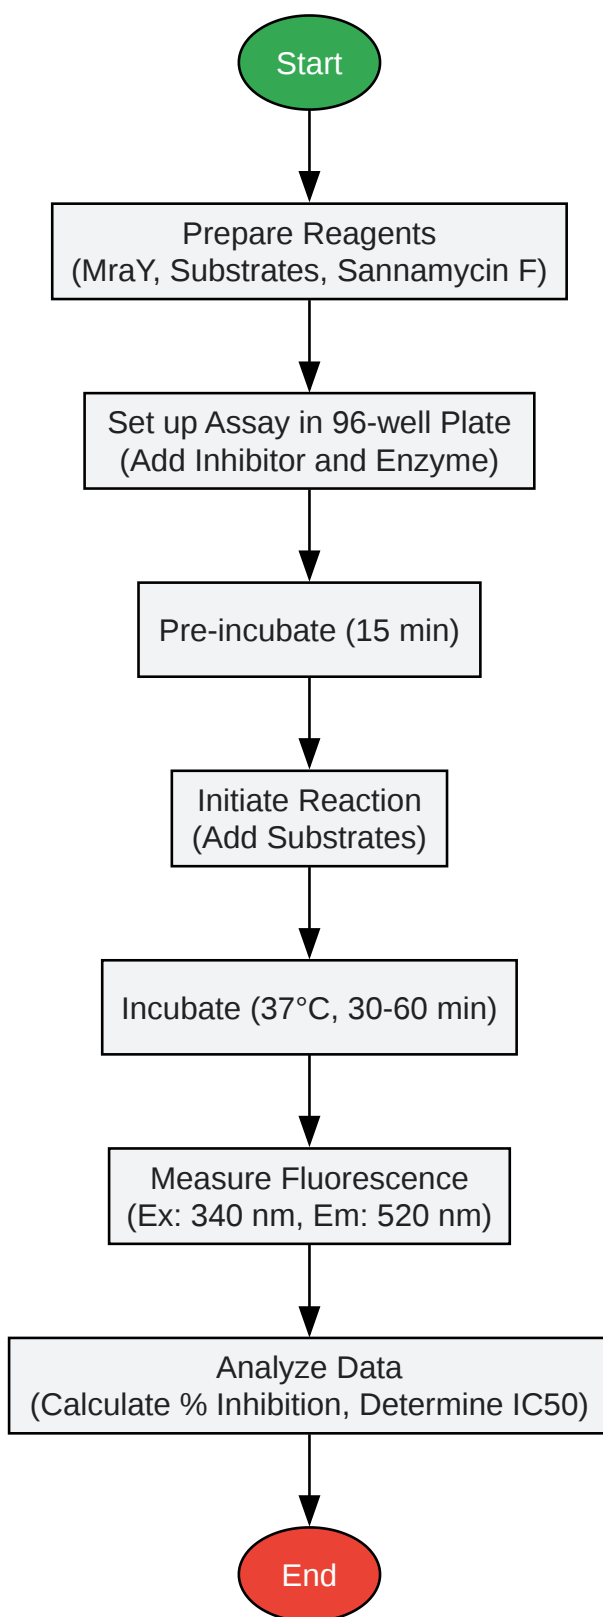 Start
Prepare Reagents
(MraY, Substrates, Sannamycin F)
Set up Assay in 96-well Plate
(Add Inhibitor and Enzyme)
Pre-incubate (15 min)
Initiate Reaction
(Add Substrates)
Incubate (37°C, 30-60 min)
Measure Fluorescence
(Ex: 340 nm, Em: 520 nm)
Analyze Data
(Calculate % Inhibition, Determine IC50)
End